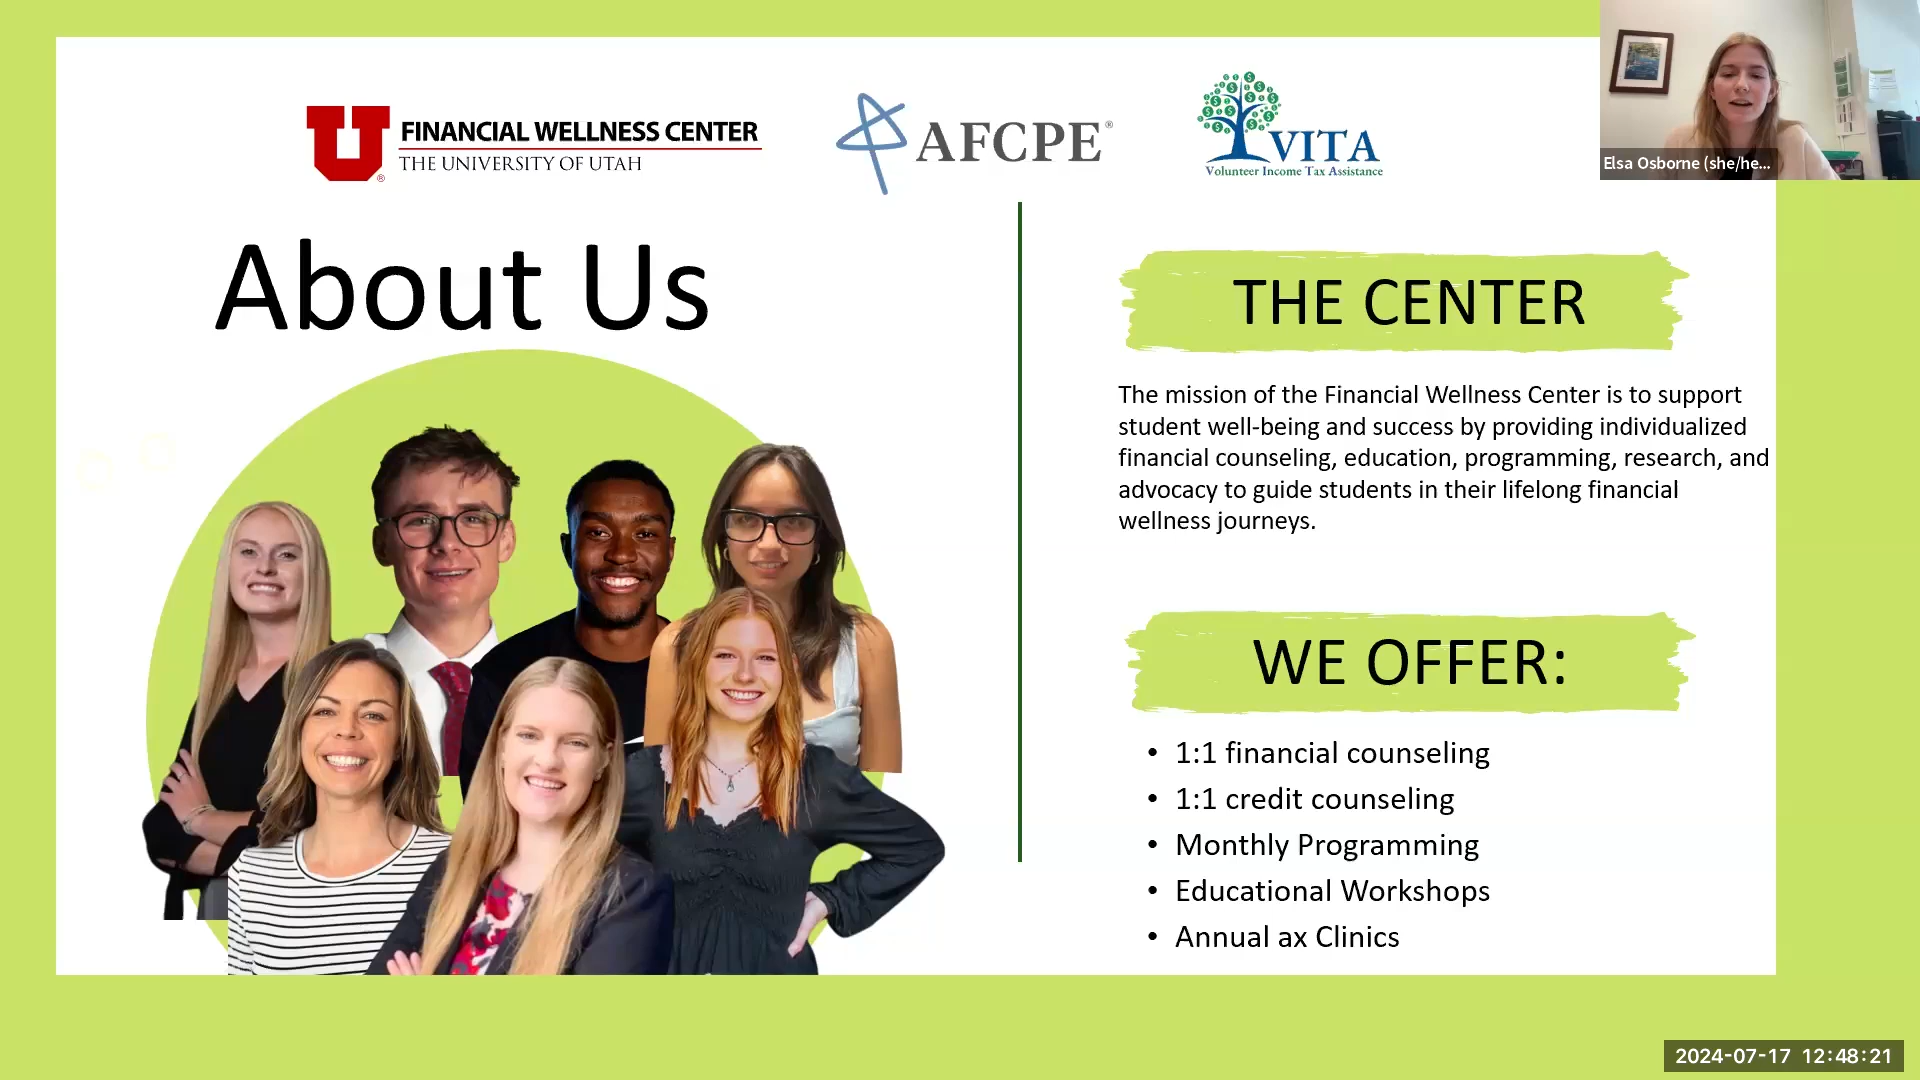 FINANCIAL WELLNESS CENTER
THE UNIVERSITY OF UTAH
AFCPE®
VITA
Volunteer Income Tax Assistance
Elsa Osborne (she/he...
About Us
THE CENTER
The mission of the Financial Wellness Center is to support
student well-being and success by providing individualized
financial counseling, education, programming, research, and
advocacy to guide students in their lifelong financial
wellness journeys.
WE OFFER:
• 1:1 financial counseling
• 1:1 credit counseling
• Monthly Programming
• Educational Workshops
• Annual ax Clinics
2024-07-17 12:48:21